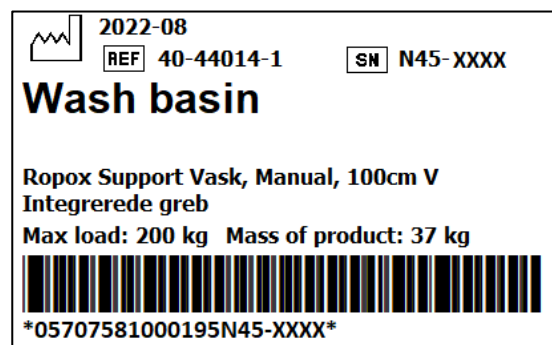 2022-08
REF 40-44014-1 SN N45-XXXX
Wash basin
Ropox Support Vask, Manual, 100cm V
Integrerede greb
Max load: 200 kg Mass of product: 37 kg
*05707581000195N45-XXXX*